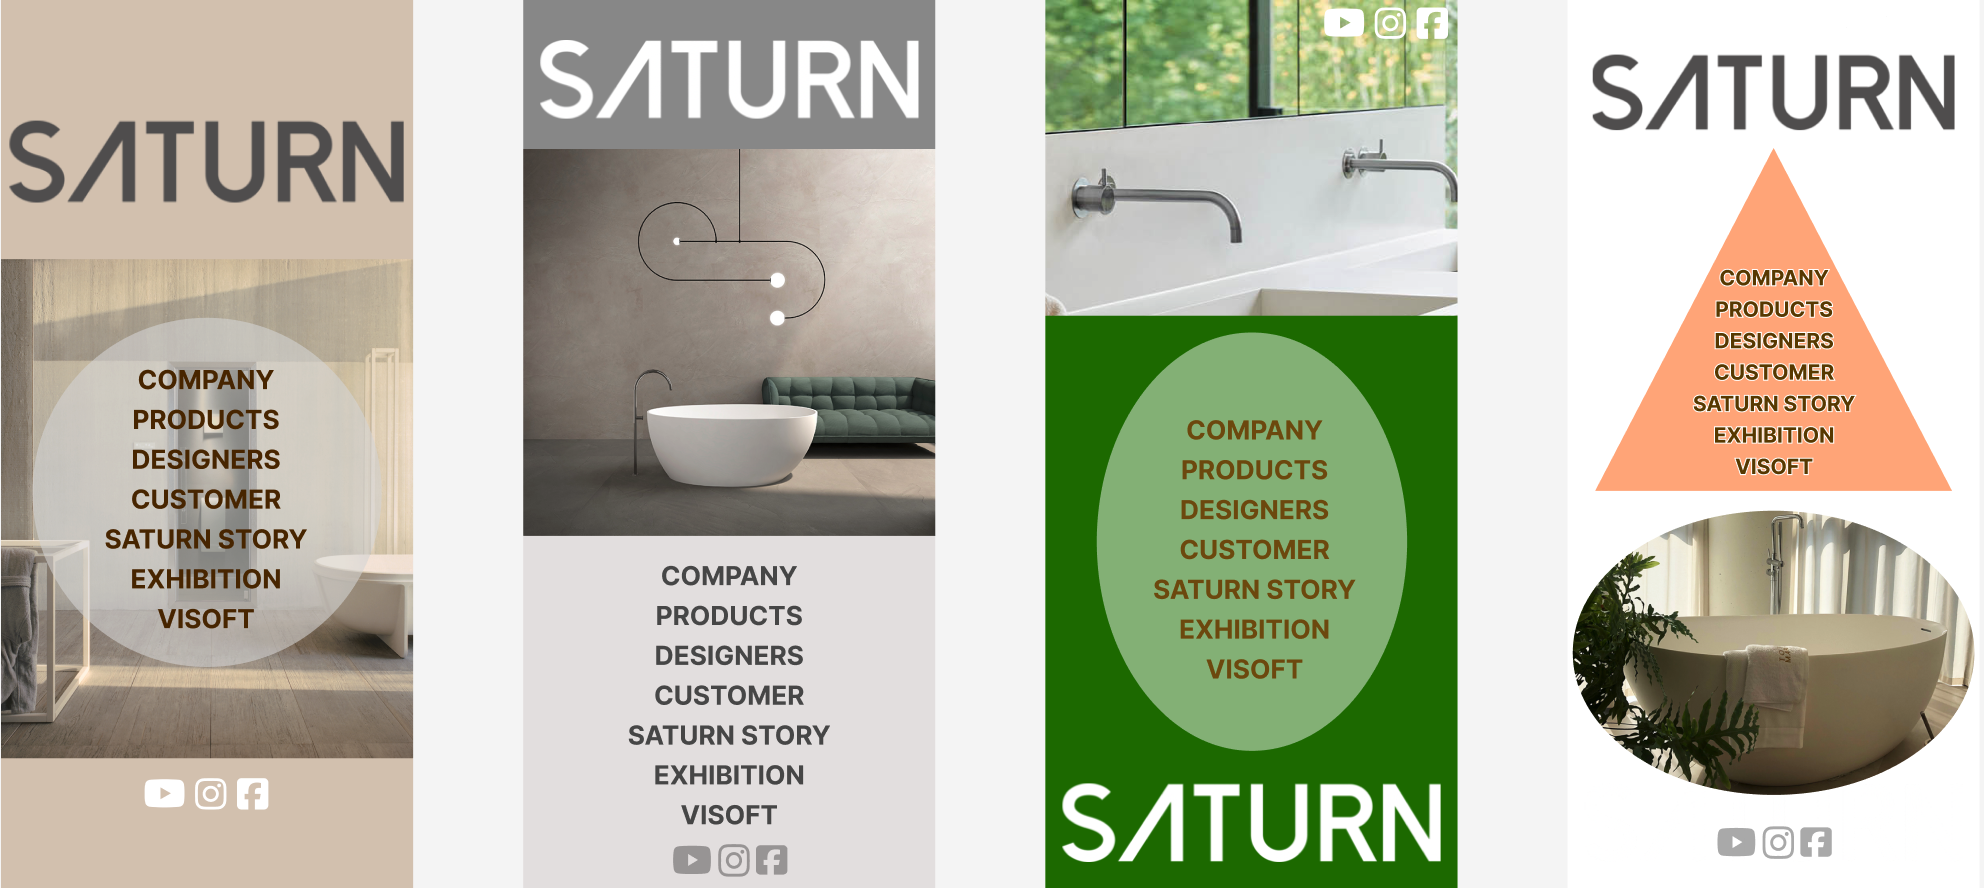 SATURN
COMPANY
PRODUCTS
DESIGNERS
CUSTOMER
SATURN STORY
EXHIBITION
VISOFT
SATURN
COMPANY
PRODUCTS
DESIGNERS
CUSTOMER
SATURN STORY
EXHIBITION
VISOFT
COMPANY
PRODUCTS
DESIGNERS
CUSTOMER
SATURN STORY
EXHIBITION
VISOFT
SATURN
SATURN
COMPANY
PRODUCTS
DESIGNERS
CUSTOMER
SATURN STORY
EXHIBITION
VISOFT